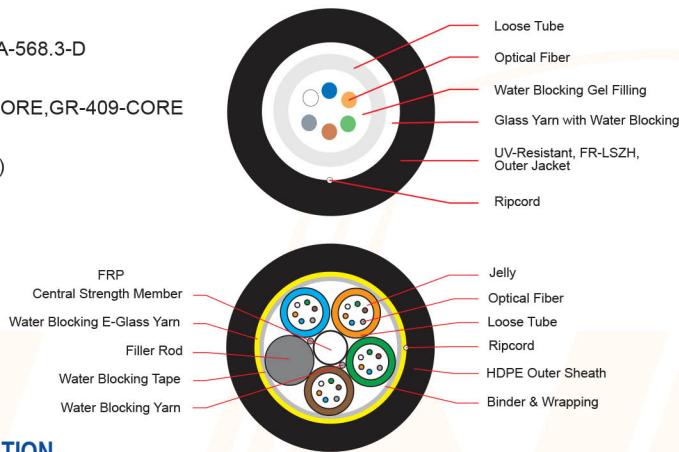 A-568.3-D
ORE,GR-409-CORE
)
Loose Tube
Optical Fiber
Water Blocking Gel Filling
Glass Yarn with Water Blocking
UV-Resistant, FR-LSZH,
Outer Jacket
Ripcord
FRP
Central Strength Member
Water Blocking E-Glass Yarn
Filler Rod
Water Blocking Tape
Water Blocking Yarn
Jelly
Optical Fiber
Loose Tube
Ripcord
HDPE Outer Sheath
Binder & Wrapping
TION